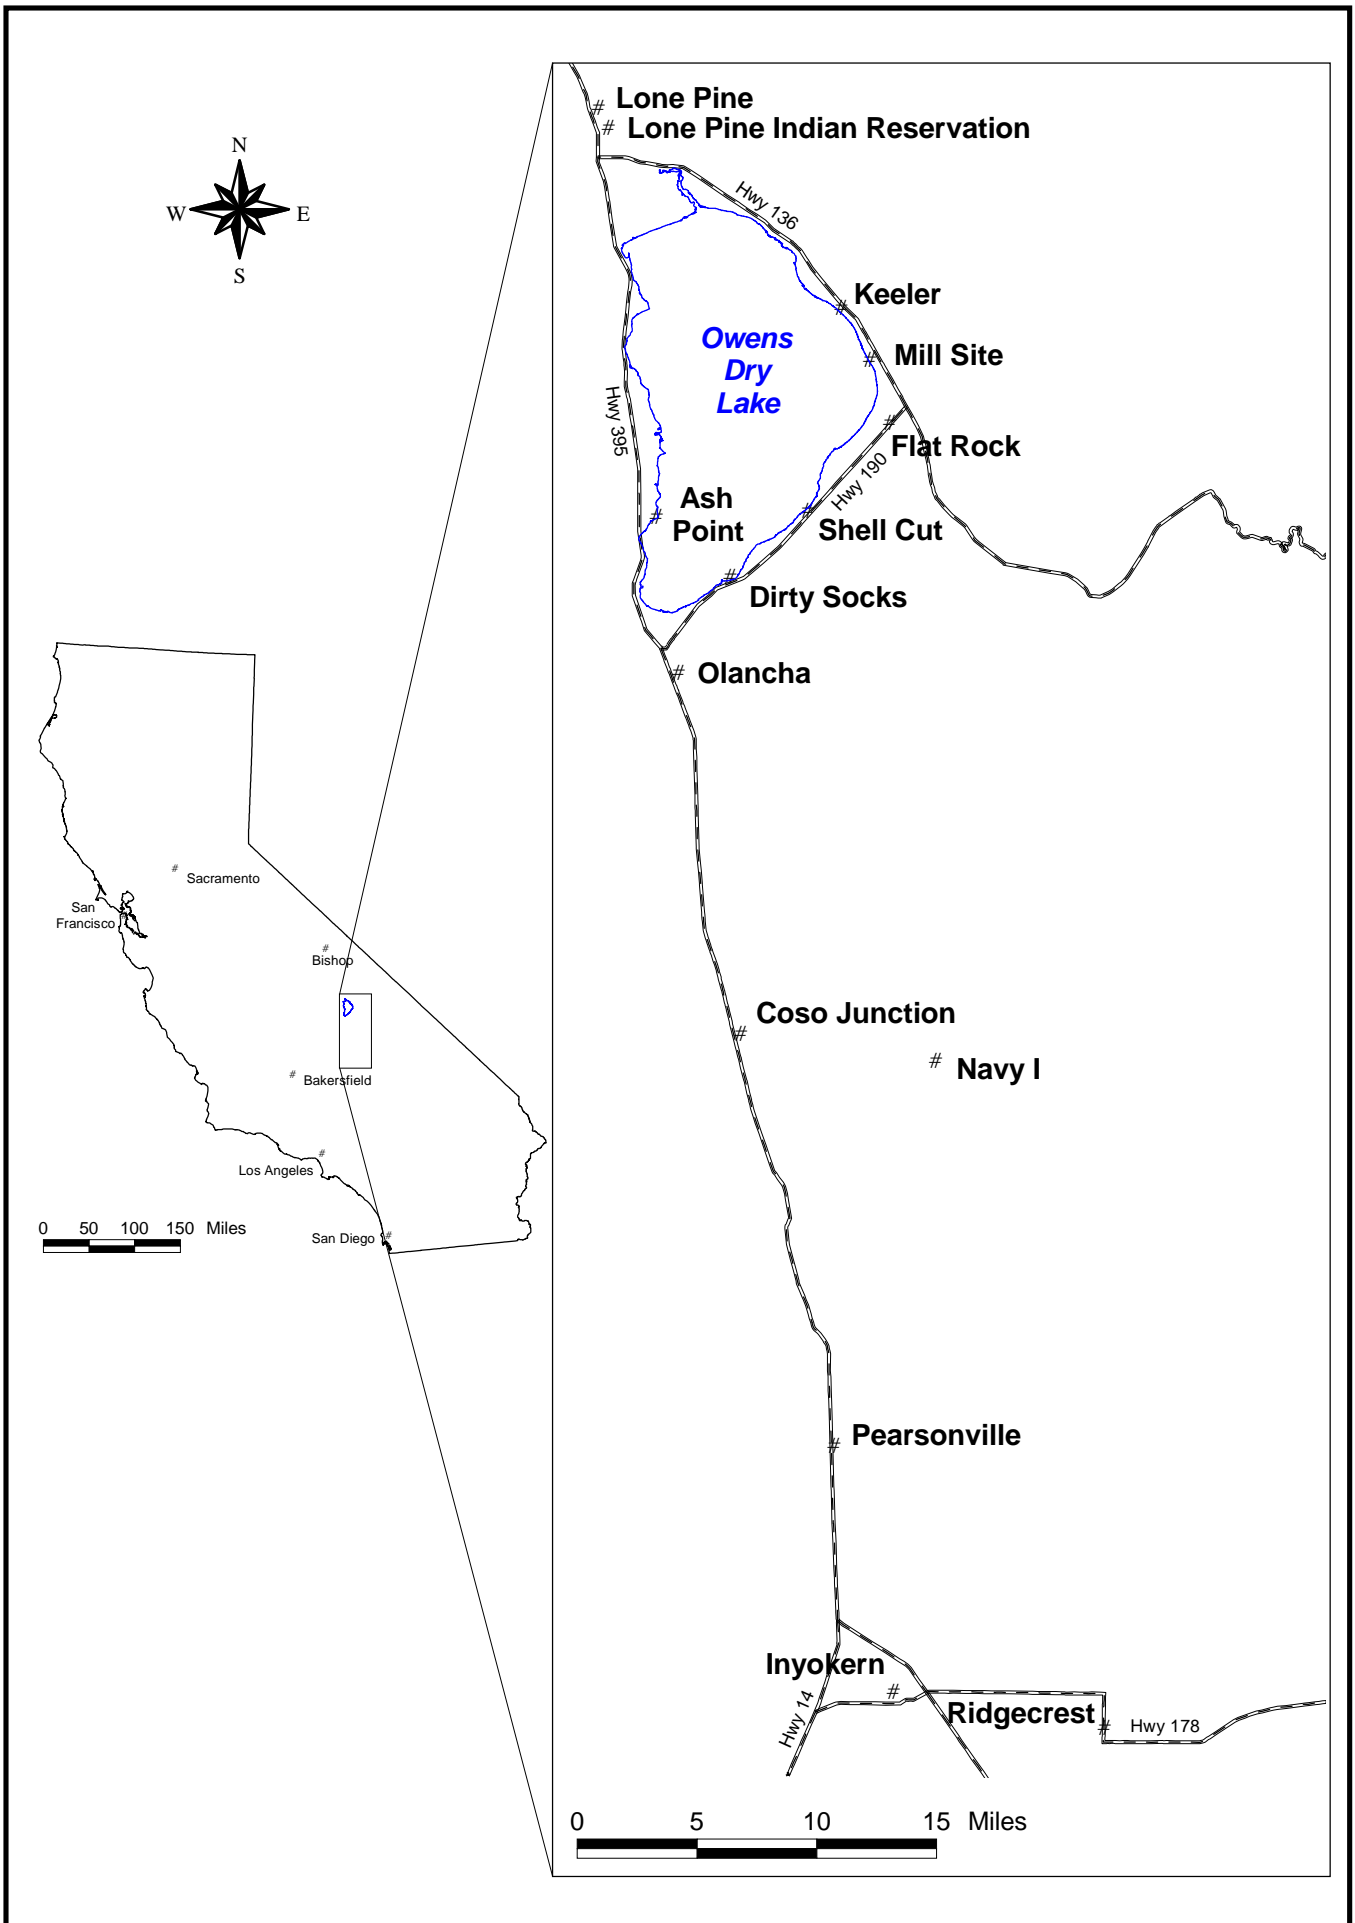 Lone Pine
Lone Pine Indian Reservation
N
W
E
S
Hwy 136
Keeler
Owens
Dry
Lake
Mill Site
Hwy 395
Flat Rock
Hwy 190
Ash
Point
Shell Cut
Dirty Socks
Olancha
Sacramento
San
Francisco
Bishop
Coso Junction
Navy I
Bakersfield
Los Angeles
0 50 100 150 Miles
San Diego
Pearsonville
Inyokern
Hwy 14
Ridgecrest
Hwy 178
0 5 10 15 Miles